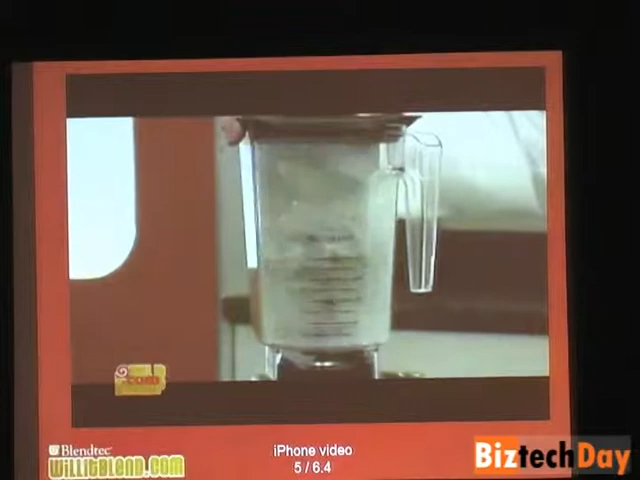 Blendtec
WILLITBLEND.COM
iPhone video
5 / 6.4
BiztechDay